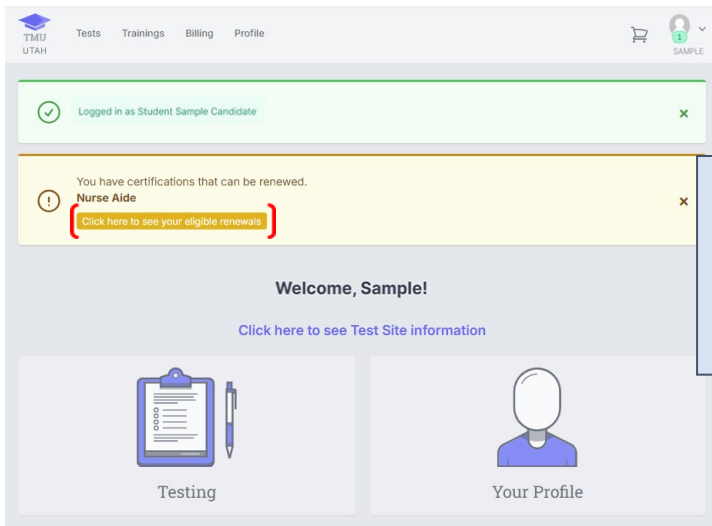 TMU
UTAH
Tests Trainings Billing Profile
1
SAMPLE
Logged in as Student Sample Candidate
You have certifications that can be renewed.
Nurse Aide
Click here to see your eligible renewals
Welcome, Sample!
Click here to see Test Site information
Testing
Your Profile